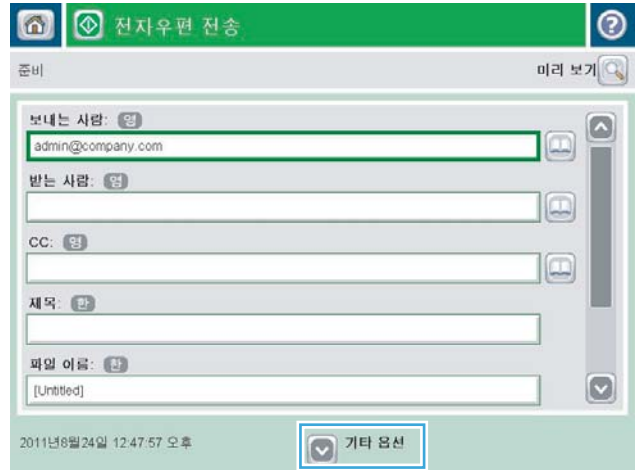 전자우편 전송
?
준비
미리 보기
보내는 사람: 영
admin@company.com
받는 사람: 영
CC: 영
제목: 한
파일 이름: 한
[Untitled]
2011년8월24일 12:47:57 오후
기타 옵션